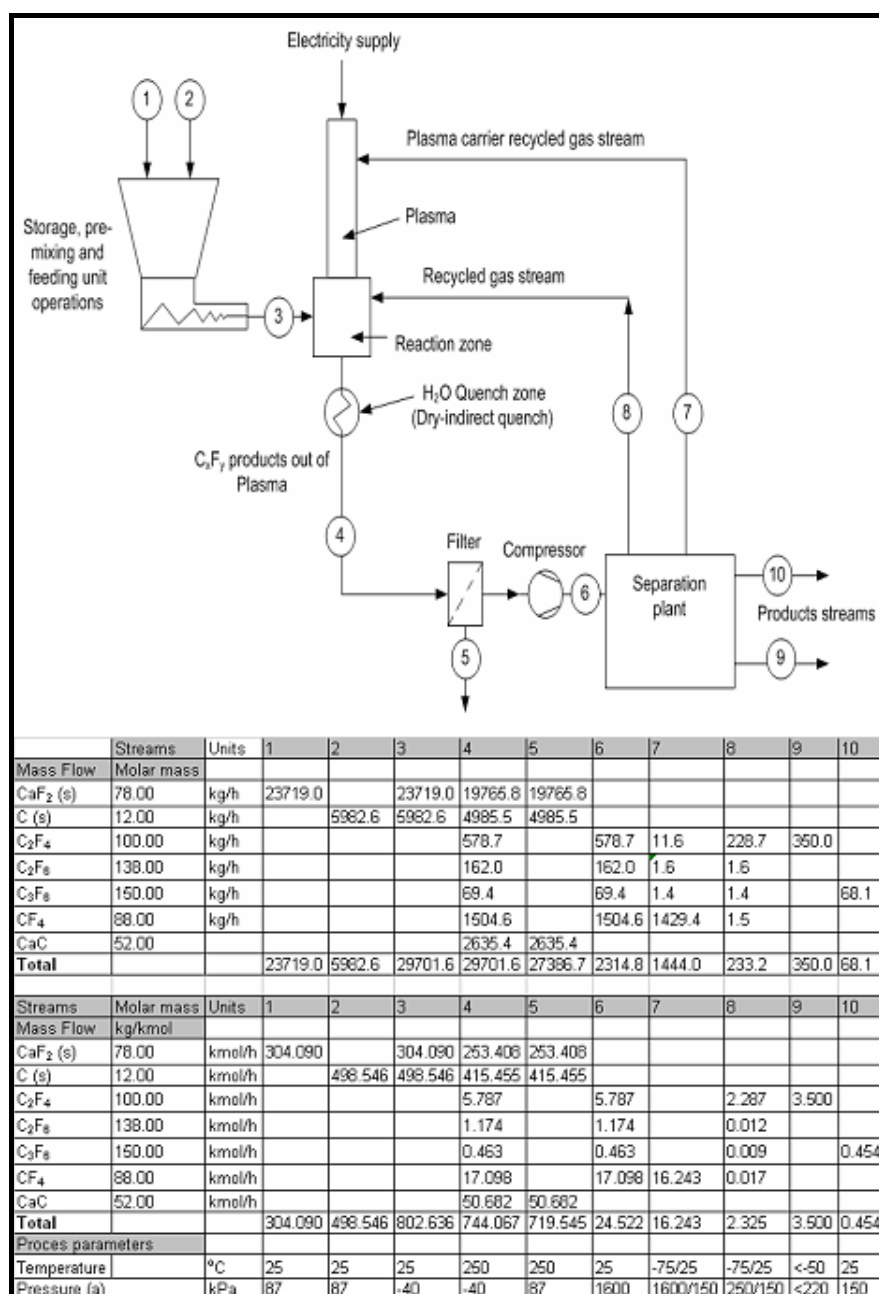 Electricity supply
1
2
Plasma carrier recycled gas stream
Plasma
Storage, pre-
mixing and
feeding unit
operations
Recycled gas stream
3
Reaction zone
H₂O Quench zone
(Dry-indirect quench)
8
7
CₓFᵧ products out of
Plasma
4
Filter
Compressor
6
Separation
plant
10
Products streams
9
5
Streams Units 1 2 3 4 5 6 7 8 9 10
Mass Flow Molar mass
CaF₂ (s) 78.00 kg/h 23719.0 23719.0 19765.8 19765.8
C (s) 12.00 kg/h 5982.6 5982.6 4985.5 4985.5
C₂F₄ 100.00 kg/h 578.7 578.7 11.6 228.7 350.0
C₂F₆ 138.00 kg/h 162.0 162.0 1.6 1.6
C₃F₆ 150.00 kg/h 69.4 69.4 1.4 1.4 68.1
CF₄ 88.00 kg/h 1504.6 1504.6 1429.4 1.5
CaC 52.00 2635.4 2635.4
Total 23719.0 5982.6 29701.6 29701.6 27386.7 2314.8 1444.0 233.2 350.0 68.1
Streams Molar mass Units 1 2 3 4 5 6 7 8 9 10
Mass Flow kg/kmol
CaF₂ (s) 78.00 kmol/h 304.090 304.090 253.408 253.408
C (s) 12.00 kmol/h 498.546 498.546 415.455 415.455
C₂F₄ 100.00 kmol/h 5.787 5.787 2.287 3.500
C₂F₆ 138.00 kmol/h 1.174 1.174 0.012
C₃F₆ 150.00 kmol/h 0.463 0.463 0.009 0.454
CF₄ 88.00 kmol/h 17.098 17.098 16.243 0.017
CaC 52.00 kmol/h 50.682 50.682
Total 304.090 498.546 802.636 744.067 719.545 24.522 16.243 2.325 3.500 0.454
Proces parameters
Temperature °C 25 25 25 250 250 25 -75/25 -75/25 <-50 25
Pressure (a) kPa 87 87 -40 -40 87 1600 1600/150 250/150 <220 150